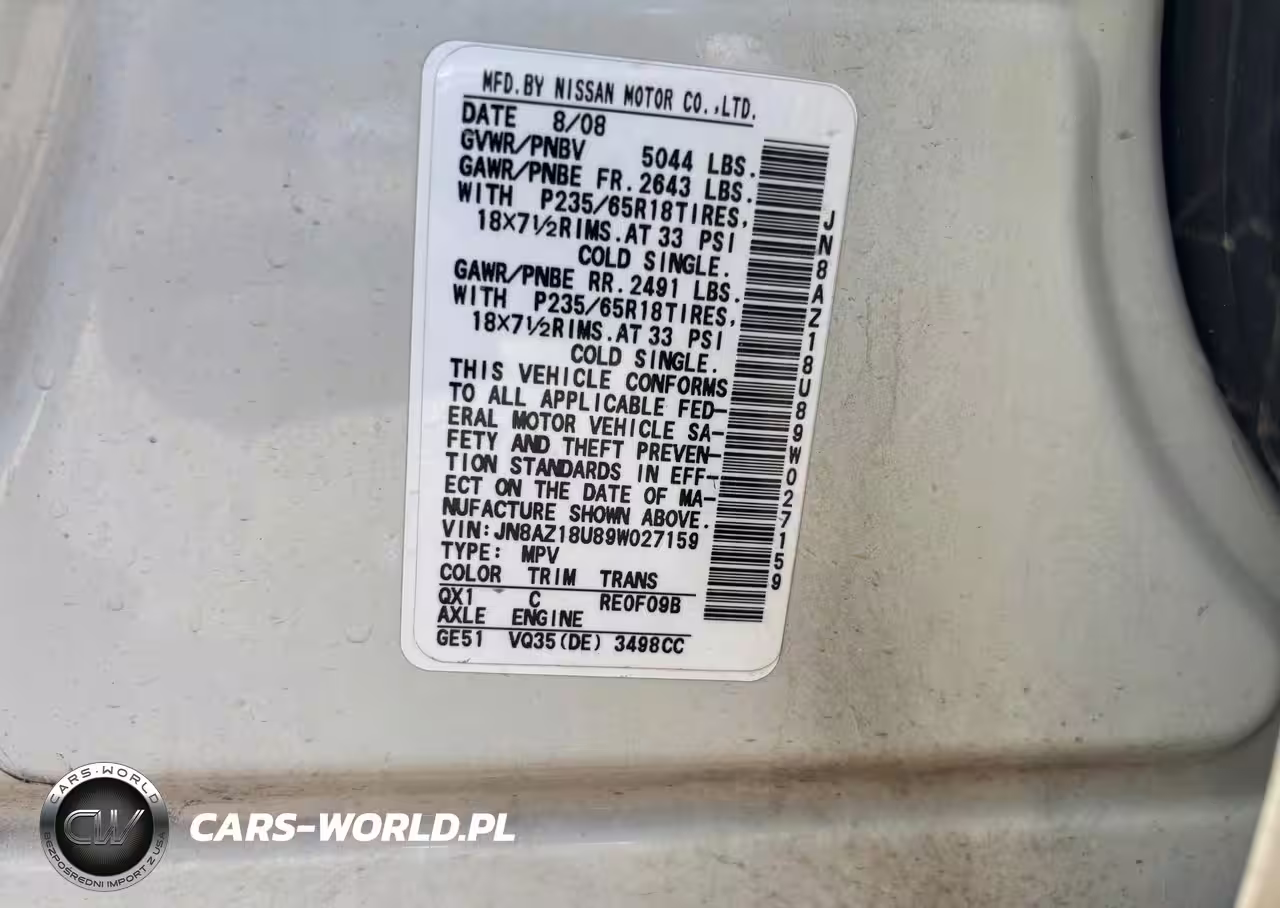 MFD.BY NISSAN MOTOR CO.,LTD.
DATE 8/08
GVWR/PNBV 5044 LBS.
GAWR/PNBE FR.2643 LBS.
WITH P235/65R18TIRES,
18X7½RIMS.AT 33 PSI
COLD SINGLE.
GAWR/PNBE RR.2491 LBS.
WITH P235/65R18TIRES,
18X7½RIMS.AT 33 PSI
COLD SINGLE.
THIS VEHICLE CONFORMS
TO ALL APPLICABLE FED-
ERAL MOTOR VEHICLE SA-
FETY AND THEFT PREVEN-
TION STANDARDS IN EFF-
ECT ON THE DATE OF MA-
NUFACTURE SHOWN ABOVE.
VIN:JN8AZ18U89W027159
TYPE: MPV
COLOR TRIM TRANS
QX1 C RE0F09B
AXLE ENGINE
GE51 VQ35(DE) 3498CC
JN8AZ18U89W027159
CARS-WORLD
CW
BEZPOŚREDNI IMPORT Z USA
CARS-WORLD.PL